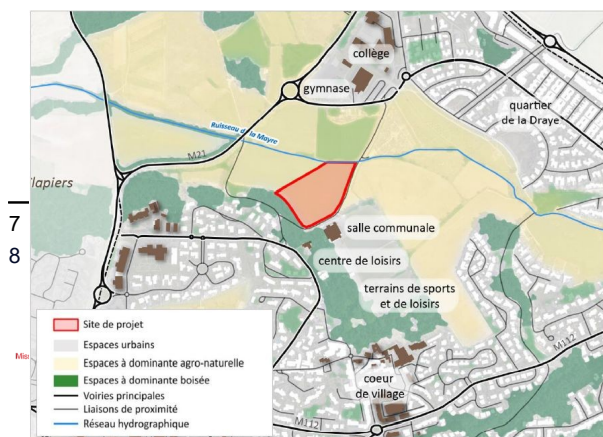 collège
gymnase
quartier
de la Draye
Ruisseau de la Mayre
M21
lapiers
7
8
salle communale
centre de loisirs
terrains de sports
et de loisirs
M112
Site de projet
Espaces urbains
Espaces à dominante agro-naturelle
Espaces à dominante boisée
Voiries principales
Liaisons de proximité
Réseau hydrographique
coeur
de village
M112